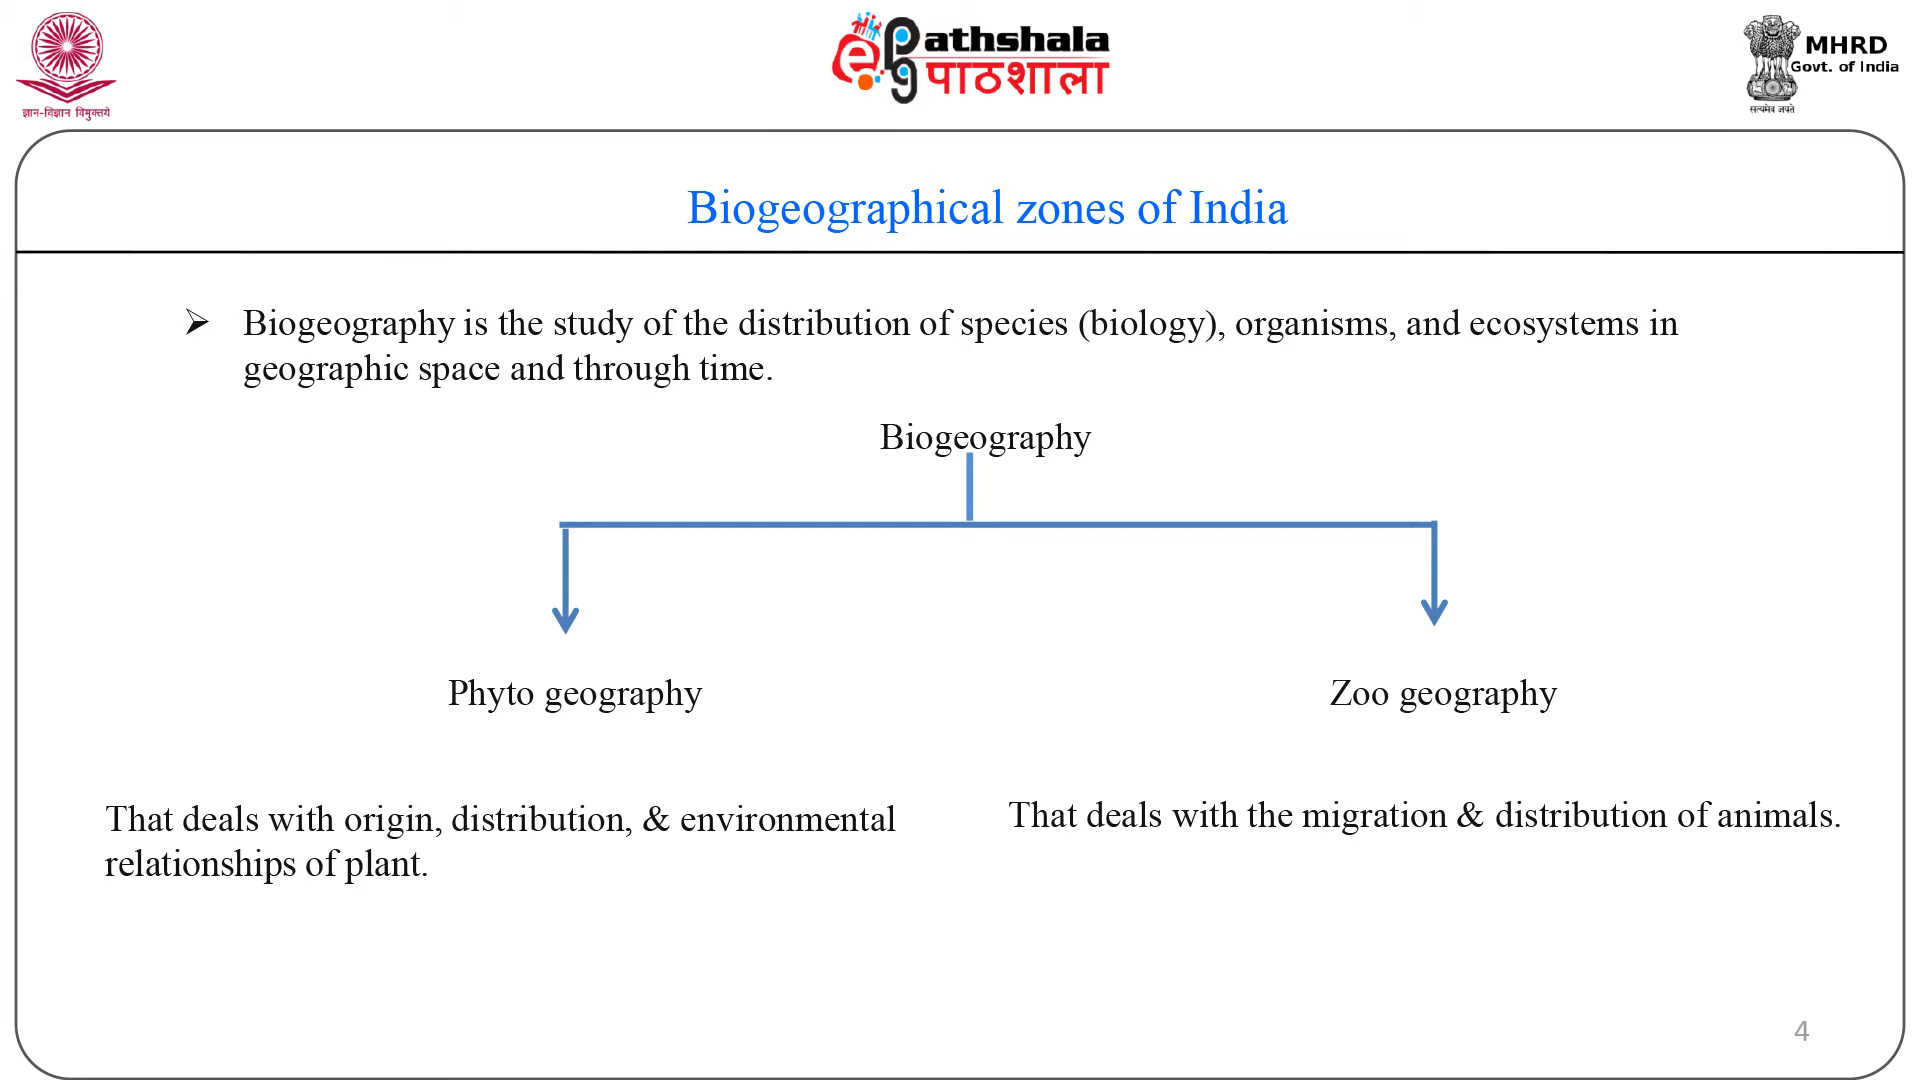 ज्ञान-विज्ञान विमुक्तये
ePG Pathshala
पाठशाला
MHRD
Govt. of India
सत्यमेव जयते
Biogeographical zones of India
➢ Biogeography is the study of the distribution of species (biology), organisms, and ecosystems in
geographic space and through time.
Biogeography
Phyto geography
Zoo geography
That deals with origin, distribution, & environmental
relationships of plant.
That deals with the migration & distribution of animals.
4